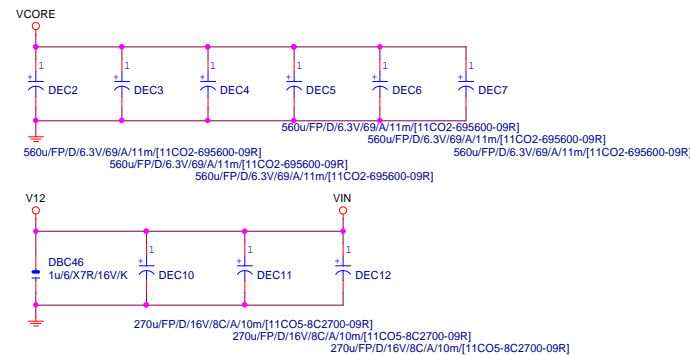 VCORE
1 1 1 1 1 1
+ + + + + +
DEC2 DEC3 DEC4 DEC5 DEC6 DEC7
560u/FP/D/6.3V/69/A/11m/[11CO2-695600-09R]
560u/FP/D/6.3V/69/A/11m/[11CO2-695600-09R]
560u/FP/D/6.3V/69/A/11m/[11CO2-695600-09R]
560u/FP/D/6.3V/69/A/11m/[11CO2-695600-09R]
560u/FP/D/6.3V/69/A/11m/[11CO2-695600-09R]
560u/FP/D/6.3V/69/A/11m/[11CO2-695600-09R]
V12 VIN
1 1 1
+ + +
DBC46
1u/6/X7R/16V/K
DEC10 DEC11 DEC12
270u/FP/D/16V/8C/A/10m/[11CO5-8C2700-09R]
270u/FP/D/16V/8C/A/10m/[11CO5-8C2700-09R]
270u/FP/D/16V/8C/A/10m/[11CO5-8C2700-09R]